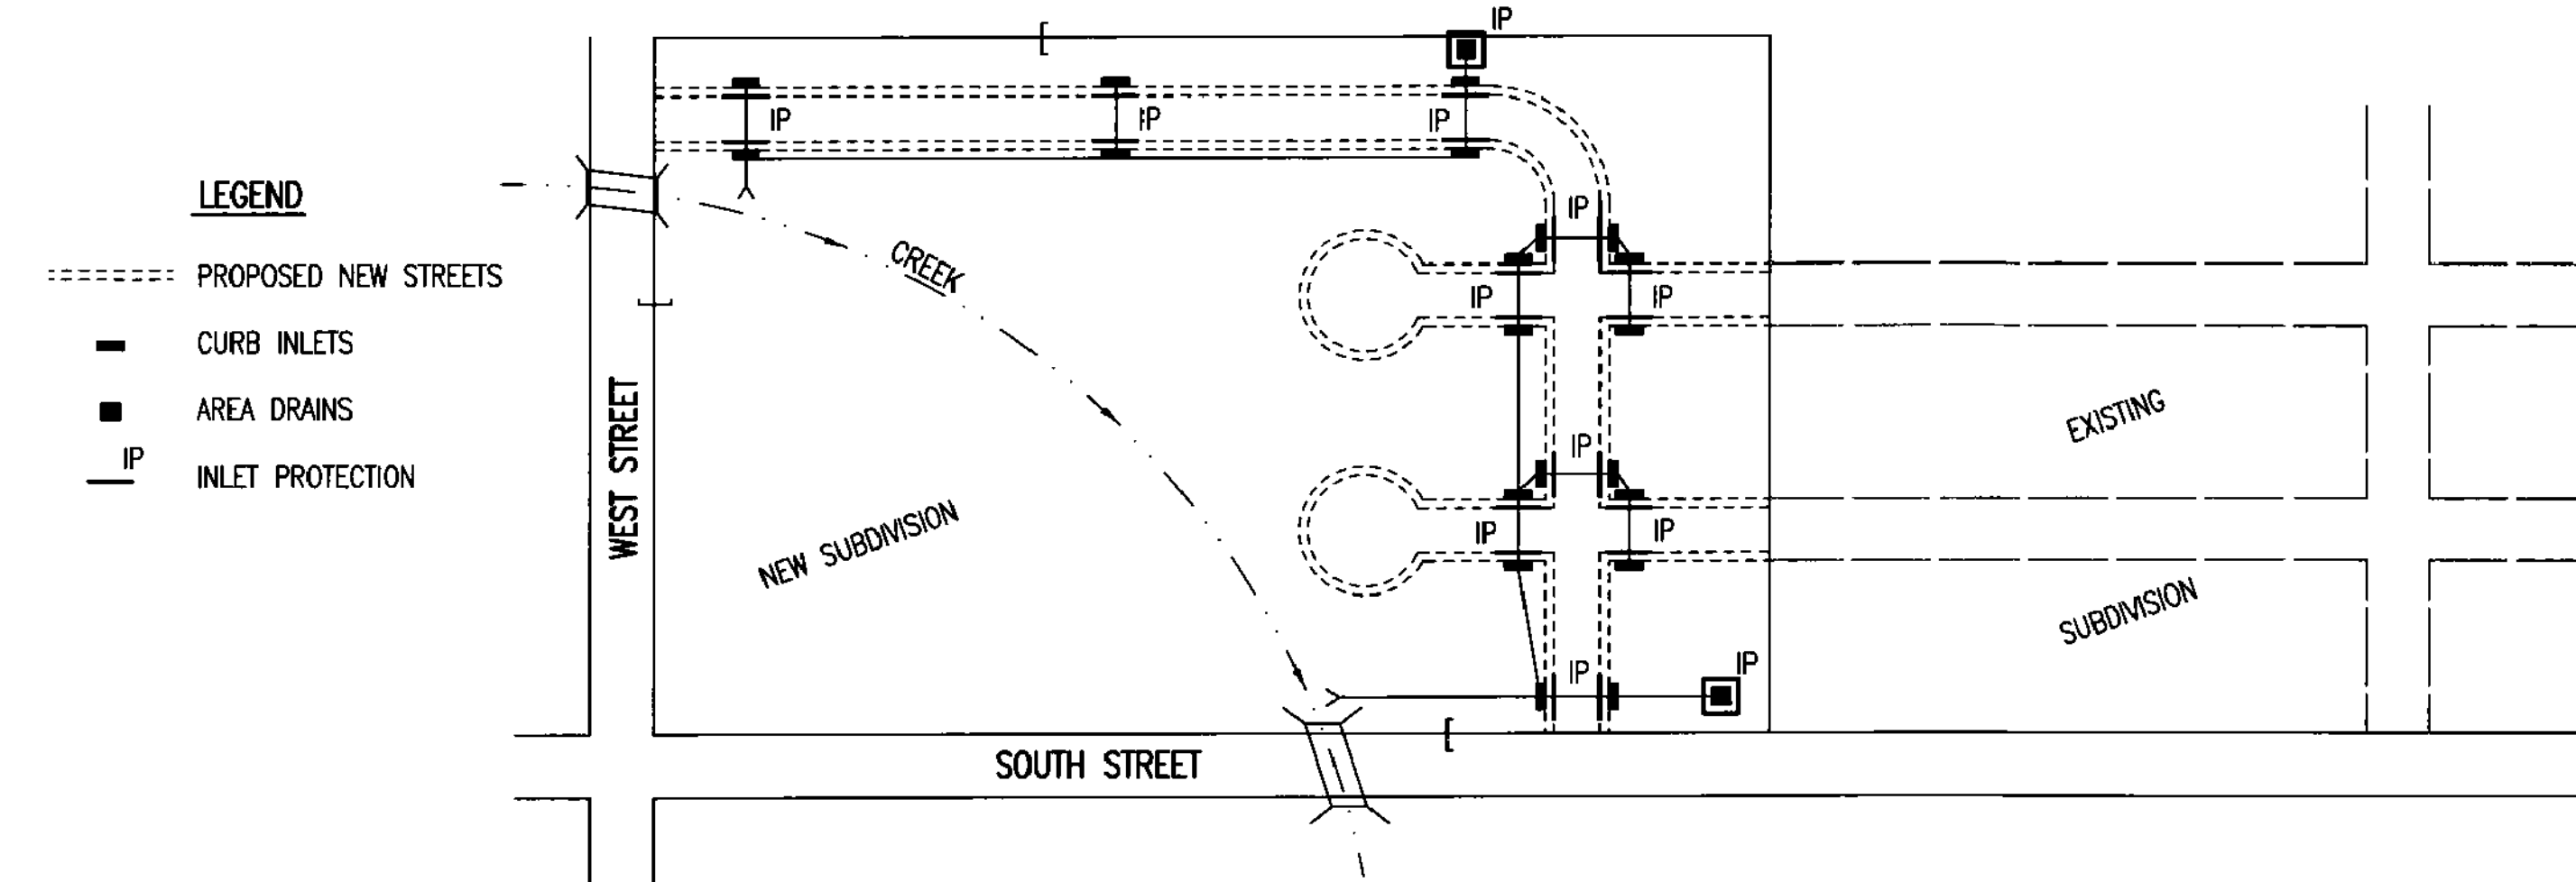 LEGEND
PROPOSED NEW STREETS
CURB INLETS
AREA DRAINS
IP
INLET PROTECTION
IP
IP
IP
IP
IP
IP
IP
IP
IP
IP
IP
IP
CREEK
WEST STREET
NEW SUBDIVISION
SOUTH STREET
EXISTING
SUBDIVISION